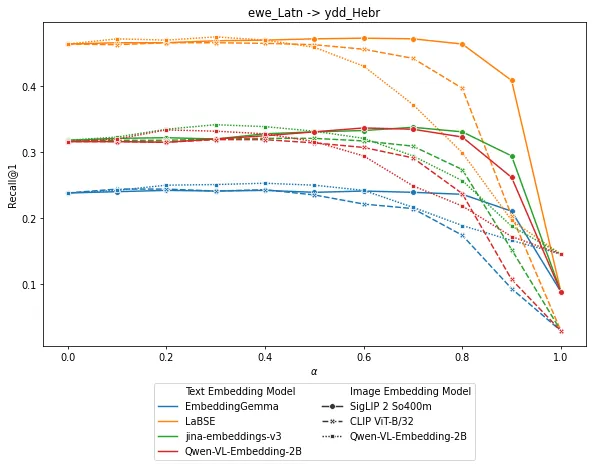 ewe_Latn -> ydd_Hebr
Recall@1
0.4
0.3
0.2
0.1
0.0 0.2 0.4 0.6 0.8 1.0
α
Text Embedding Model
EmbeddingGemma
LaBSE
jina-embeddings-v3
Qwen-VL-Embedding-2B
Image Embedding Model
SigLIP 2 So400m
CLIP ViT-B/32
Qwen-VL-Embedding-2B